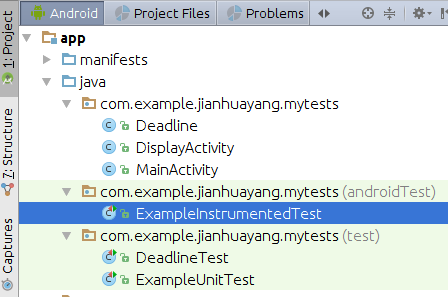 Android Project Files Problems
app
manifests
java
com.example.jianhuayang.mytests
Deadline
DisplayActivity
MainActivity
com.example.jianhuayang.mytests (androidTest)
ExampleInstrumentedTest
com.example.jianhuayang.mytests (test)
DeadlineTest
ExampleUnitTest
1: Project
7: Structure
Captures